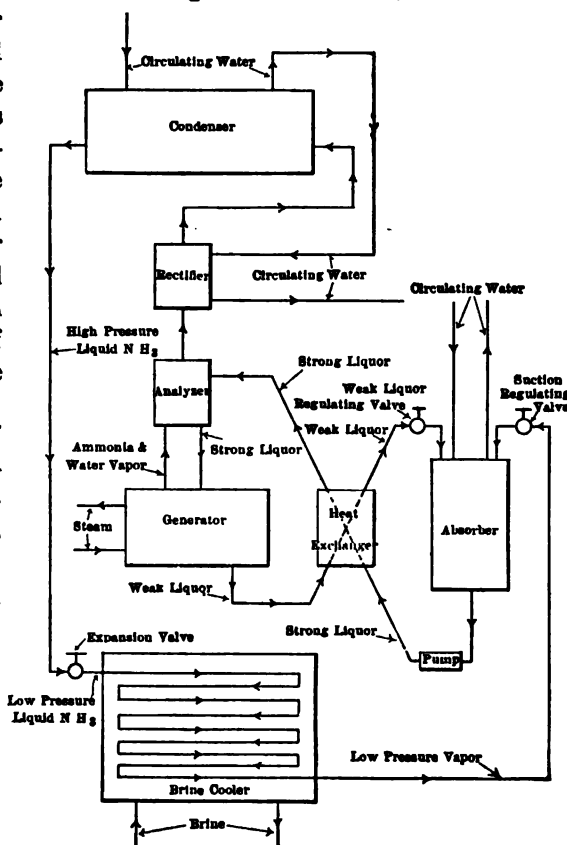 Circulating Water
Condenser
Rectifier
Circulating Water
Circulating Water
High Pressure
Liquid N H3
Strong Liquor
Analyzer
Weak Liquor
Regulating Valve
Suction
Regulating
Valve
Weak Liquor
Ammonia &
Water Vapor
Strong Liquor
Generator
Heat
Exchanger
Absorber
Steam
Weak Liquor
Strong Liquor
Pump
Expansion Valve
Low Pressure
Liquid N H3
Low Pressure Vapor
Brine Cooler
Brine